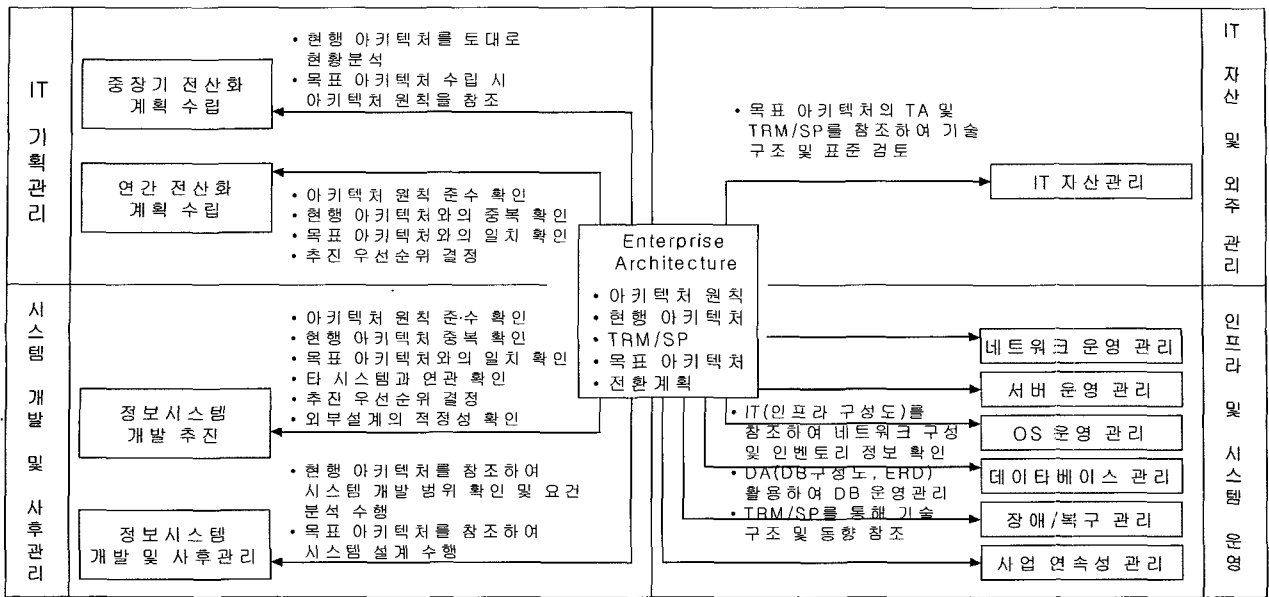 IT 기획관리
중장기 전산화
계획 수립
• 현행 아키텍처를 토대로
현황분석
• 목표 아키텍처 수립 시
아키텍처 원칙을 참조
연간 전산화
계획 수립
• 아키텍처 원칙 준수 확인
• 현행 아키텍처와의 중복 확인
• 목표 아키텍처와의 일치 확인
• 추진 우선순위 결정
IT 자산 및 외주 관리
• 목표 아키텍처의 TA 및
TRM/SP를 참조하여 기술
구조 및 표준 검토
IT 자산관리
Enterprise
Architecture
• 아키텍처 원칙
• 현행 아키텍처
• TRM/SP
• 목표 아키텍처
• 전환계획
시스템 개발 및 사후관리
정보시스템
개발 추진
• 아키텍처 원칙 준수 확인
• 현행 아키텍처 중복 확인
• 목표 아키텍처와의 일치 확인
• 타 시스템과 연관 확인
• 추진 우선순위 결정
• 외부설계의 적정성 확인
정보시스템
개발 및 사후관리
• 현행 아키텍처를 참조하여
시스템 개발 범위 확인 및 요건
분석 수행
• 목표 아키텍처를 참조하여
시스템 설계 수행
인프라 및 시스템 운영
• IT(인프라 구성도)를
참조하여 네트워크 구성
및 인벤토리 정보 확인
• DA(DB구성도, ERD)
활용하여 DB 운영관리
• TRM/SP를 통해 기술
구조 및 동향 참조
네트워크 운영 관리
서버 운영 관리
OS 운영 관리
데이타베이스 관리
장애/복구 관리
사업 연속성 관리